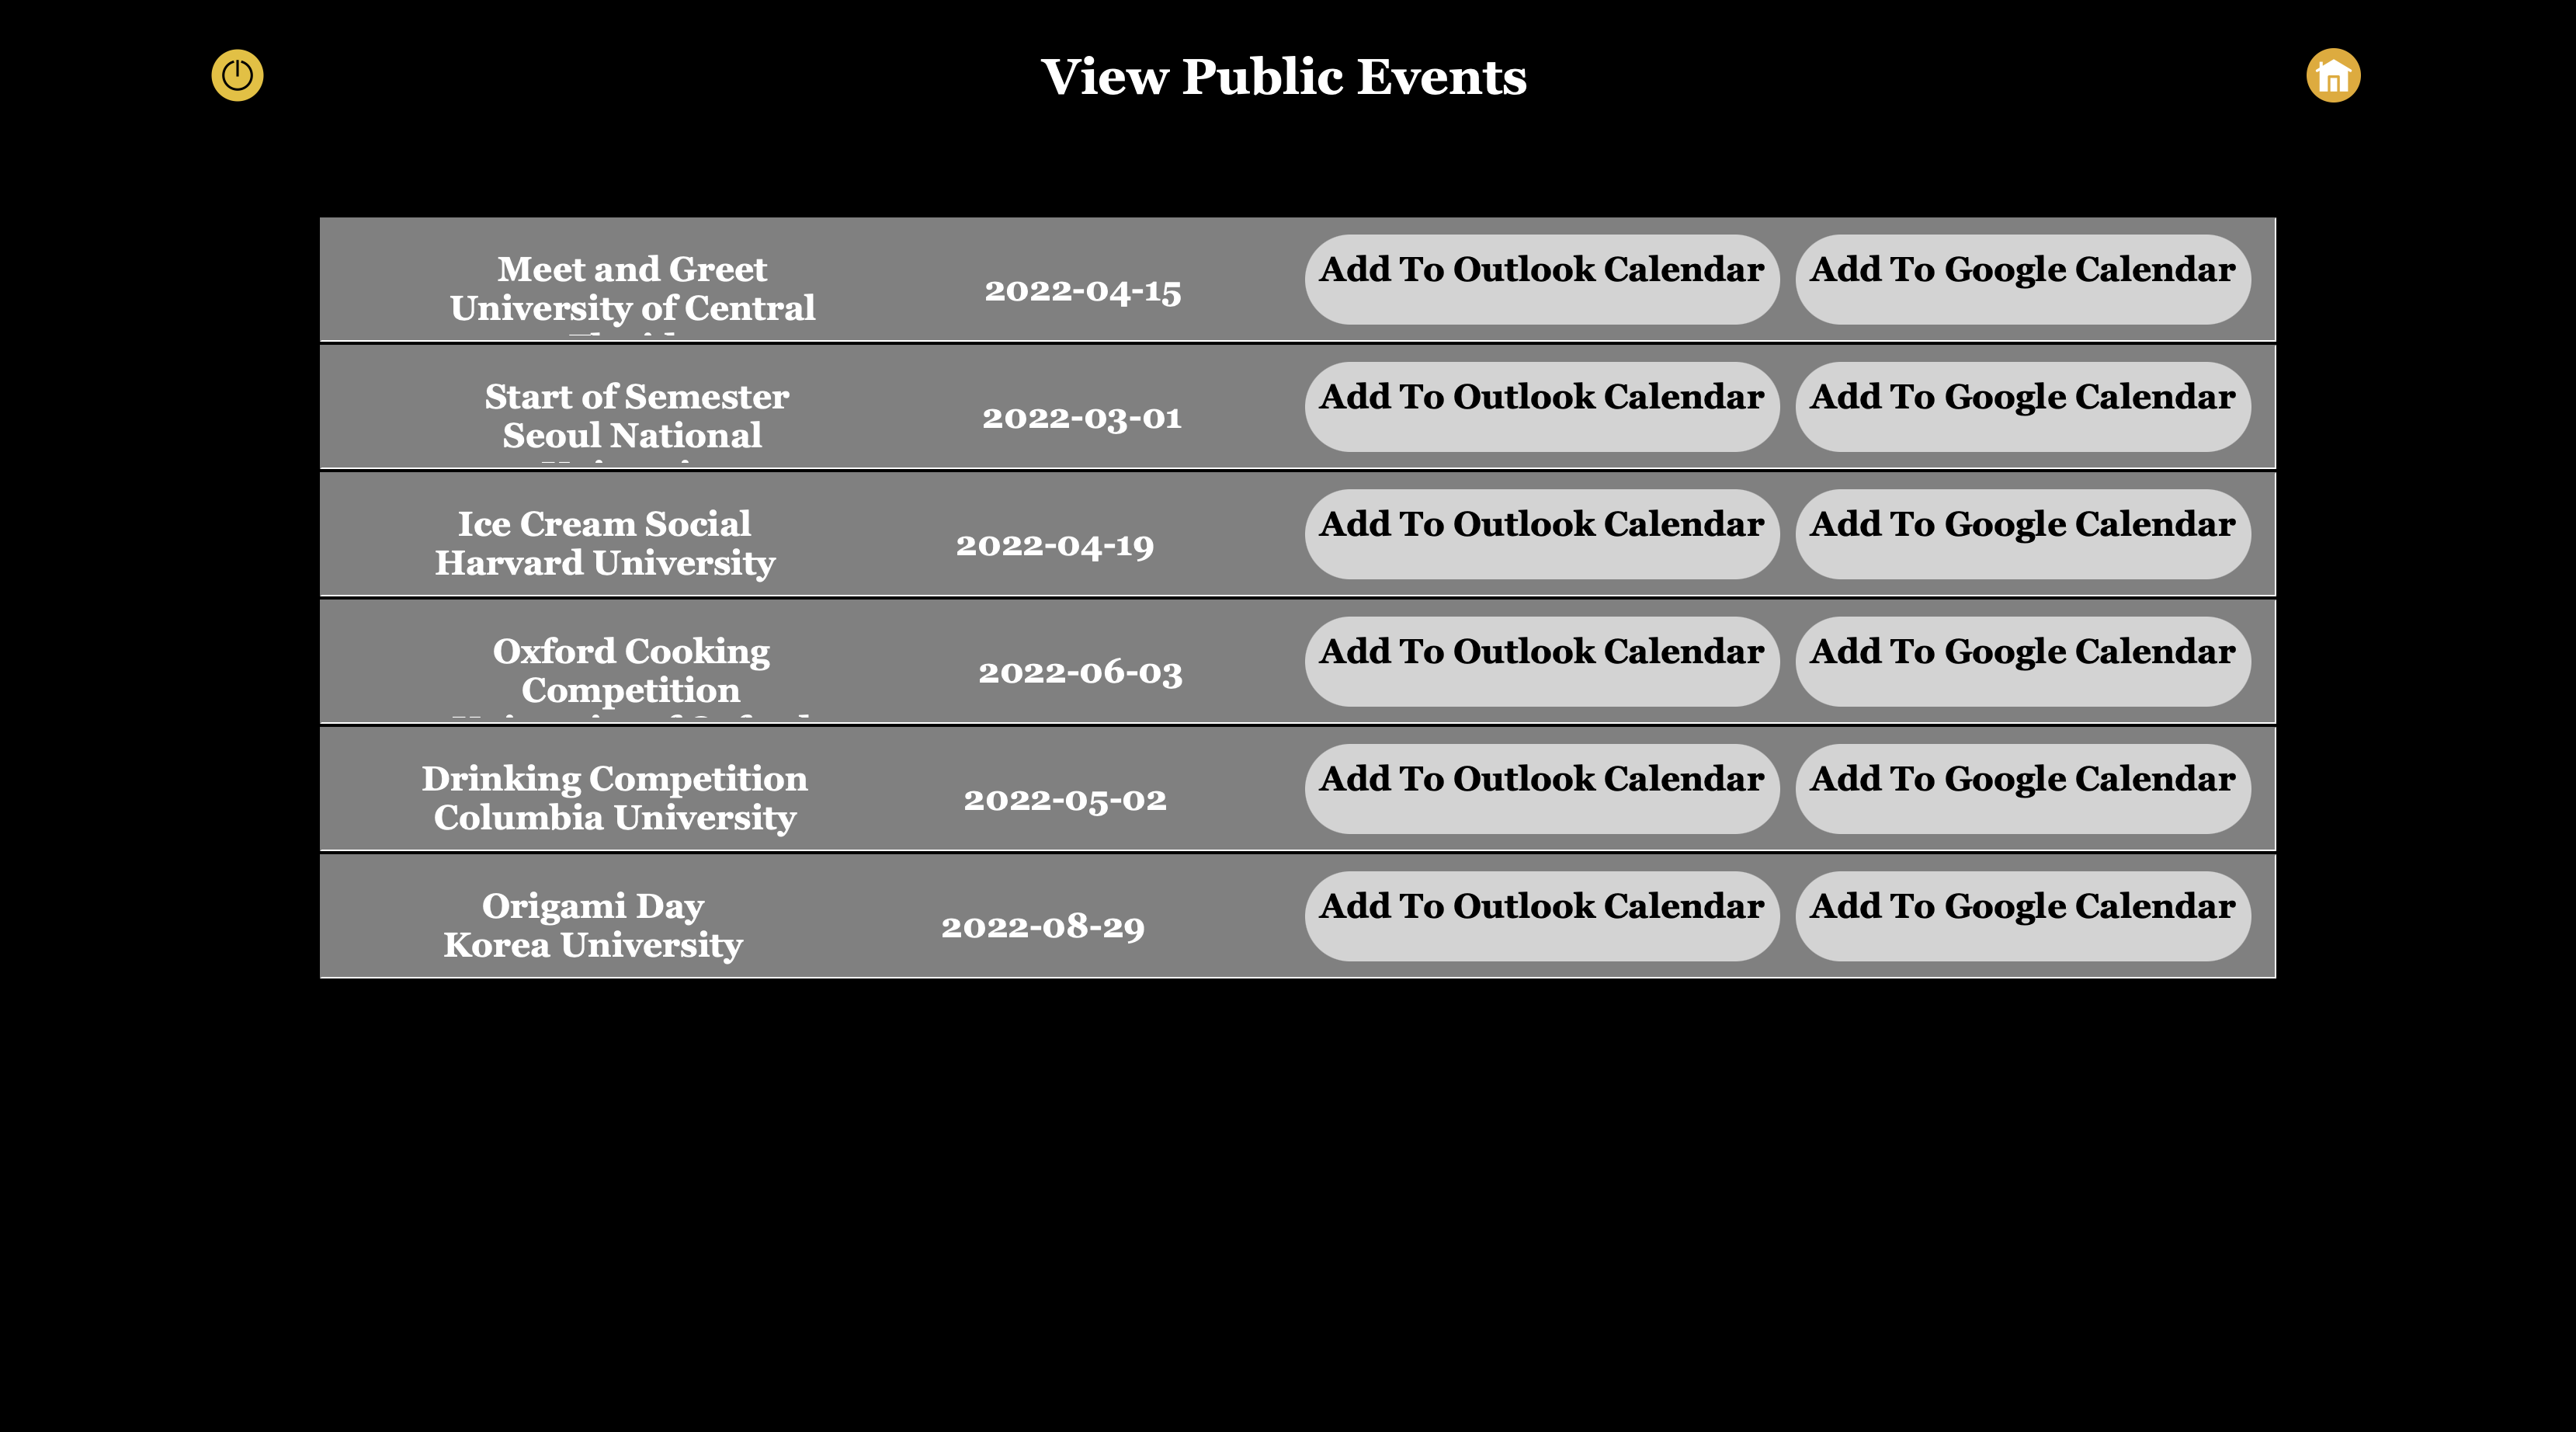 View Public Events
Meet and Greet
University of Central
2022-04-15
Add To Outlook Calendar
Add To Google Calendar
Start of Semester
Seoul National
2022-03-01
Add To Outlook Calendar
Add To Google Calendar
Ice Cream Social
Harvard University
2022-04-19
Add To Outlook Calendar
Add To Google Calendar
Oxford Cooking
Competition
2022-06-03
Add To Outlook Calendar
Add To Google Calendar
Drinking Competition
Columbia University
2022-05-02
Add To Outlook Calendar
Add To Google Calendar
Origami Day
Korea University
2022-08-29
Add To Outlook Calendar
Add To Google Calendar